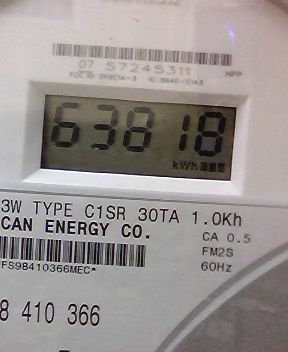 07 57245311
HPP
63818
kWh
3W TYPE C1SR 30TA 1.0Kh
CAN ENERGY CO.
CA 0.5
FM2S
60Hz
*FS98410366MEC*
8 410 366